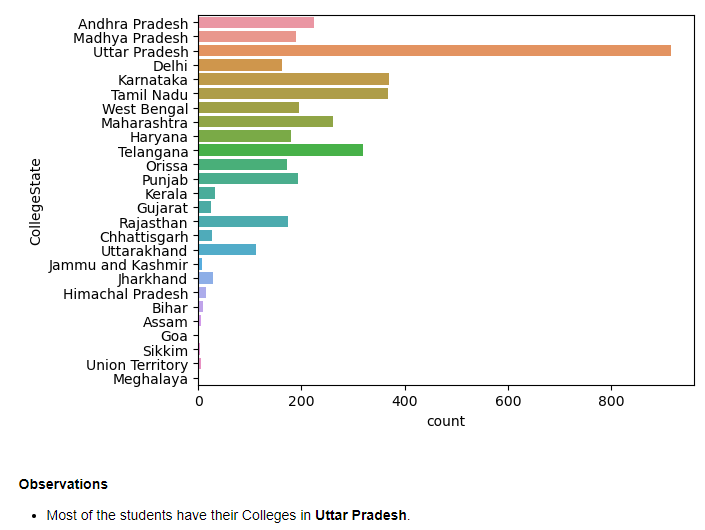 Andhra Pradesh
Madhya Pradesh
Uttar Pradesh
Delhi
Karnataka
Tamil Nadu
West Bengal
Maharashtra
Haryana
Telangana
Orissa
Punjab
Kerala
Gujarat
Rajasthan
Chhattisgarh
Uttarakhand
Jammu and Kashmir
Jharkhand
Himachal Pradesh
Bihar
Assam
Goa
Sikkim
Union Territory
Meghalaya
CollegeState
0 200 400 600 800
count
Observations
• Most of the students have their Colleges in Uttar Pradesh.